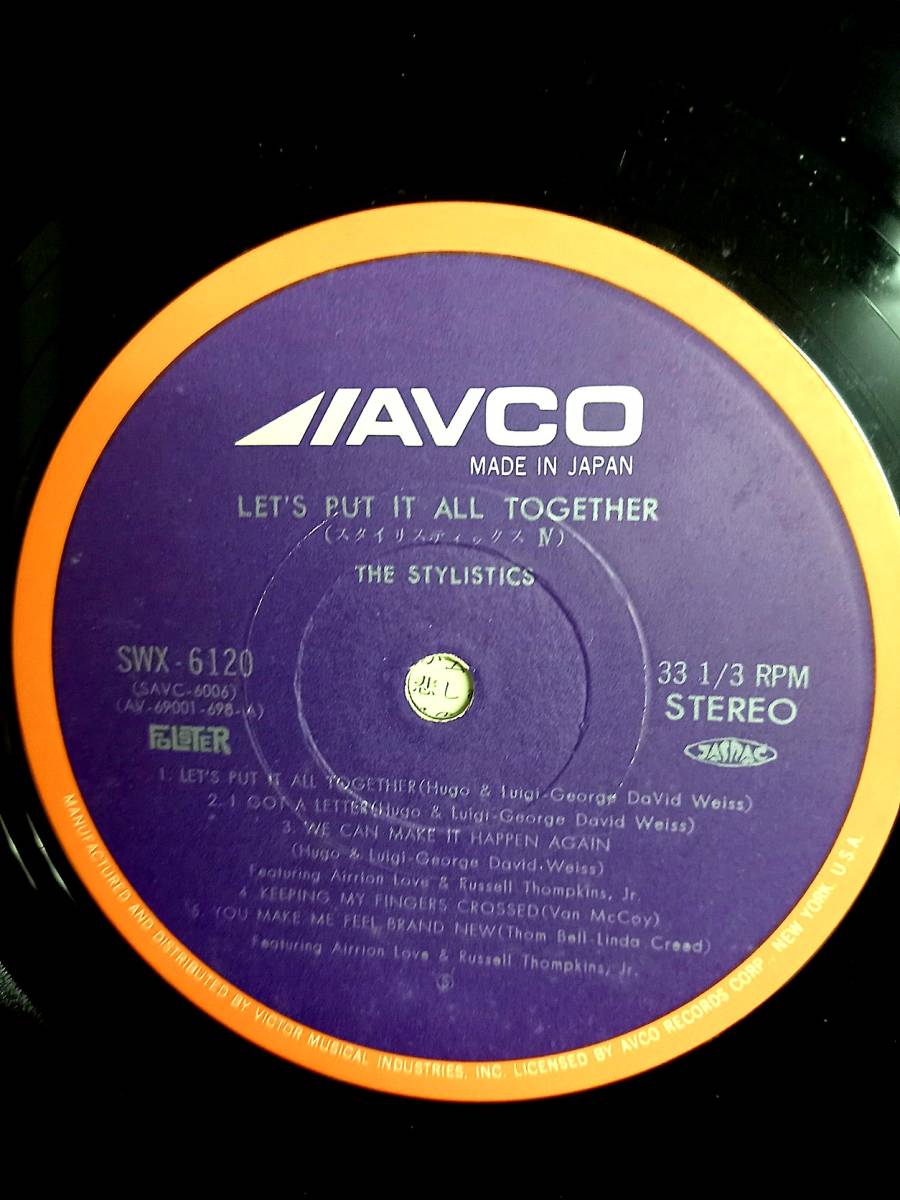 AVCO
MADE IN JAPAN
LET'S PUT IT ALL TOGETHER
(スタイリスティックス Ⅳ)
THE STYLISTICS
SWX-6120
(SAVC-6006)
(AV-69001-698-A)
33 1/3 RPM
STEREO
JASRAC
悲し
1. LET'S PUT IT ALL TOGETHER(Hugo & Luigi-George DaVid Weiss)
2. I GOT A LETTER(Hugo & Luigi-George David Weiss)
3. WE CAN MAKE IT HAPPEN AGAIN
(Hugo & Luigi-George David.Weiss)
Featuring Airrion Love & Russell Thompkins, Jr.
4. KEEPING MY FINGERS CROSSED(Van McCoy)
5. YOU MAKE ME FEEL BRAND NEW(Thom Bell-Linda Creed)
Featuring Airrion Love & Russell Thompkins, Jr.
MANUFACTURED AND DISTRIBUTED BY VICTOR MUSICAL INDUSTRIES, INC. LICENSED BY AVCO RECORDS CORP., NEW YORK, U.S.A.